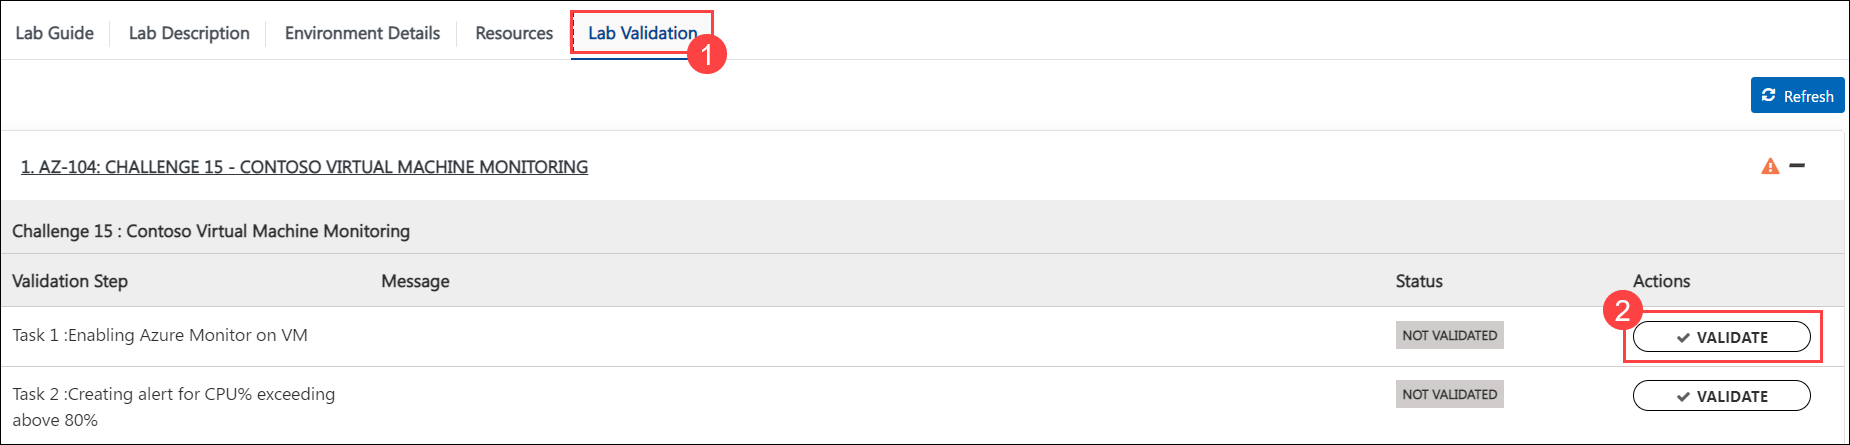 Lab Guide Lab Description Environment Details Resources Lab Validation 1
Refresh
1. AZ-104: CHALLENGE 15 - CONTOSO VIRTUAL MACHINE MONITORING
Challenge 15 : Contoso Virtual Machine Monitoring
Validation Step Message Status Actions
2
Task 1 :Enabling Azure Monitor on VM NOT VALIDATED VALIDATE
Task 2 :Creating alert for CPU% exceeding NOT VALIDATED VALIDATE
above 80%